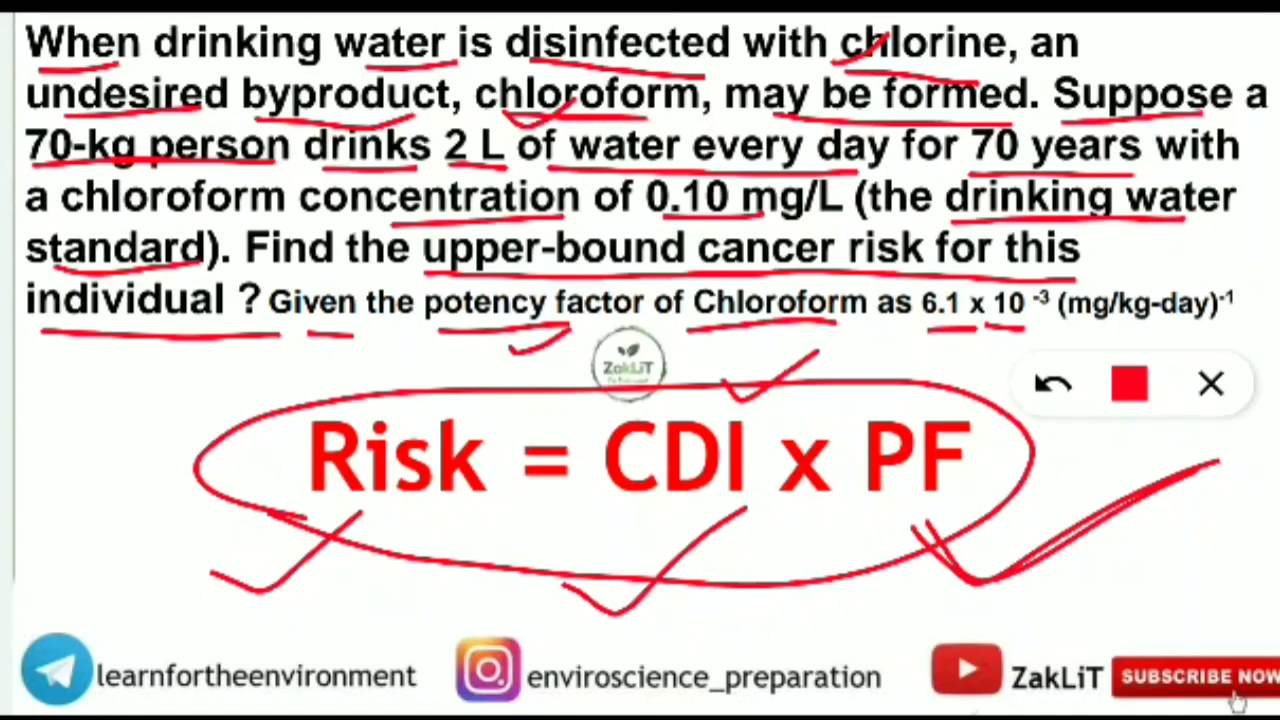 When drinking water is disinfected with chlorine, an
undesired byproduct, chloroform, may be formed. Suppose a
70-kg person drinks 2 L of water every day for 70 years with
a chloroform concentration of 0.10 mg/L (the drinking water
standard). Find the upper-bound cancer risk for this
individual ? Given the potency factor of Chloroform as 6.1 x 10 -3 (mg/kg-day)-1
ZakLiT
Risk = CDI x PF
learnfortheenvironment
enviroscience_preparation
ZakLiT
SUBSCRIBE NOW